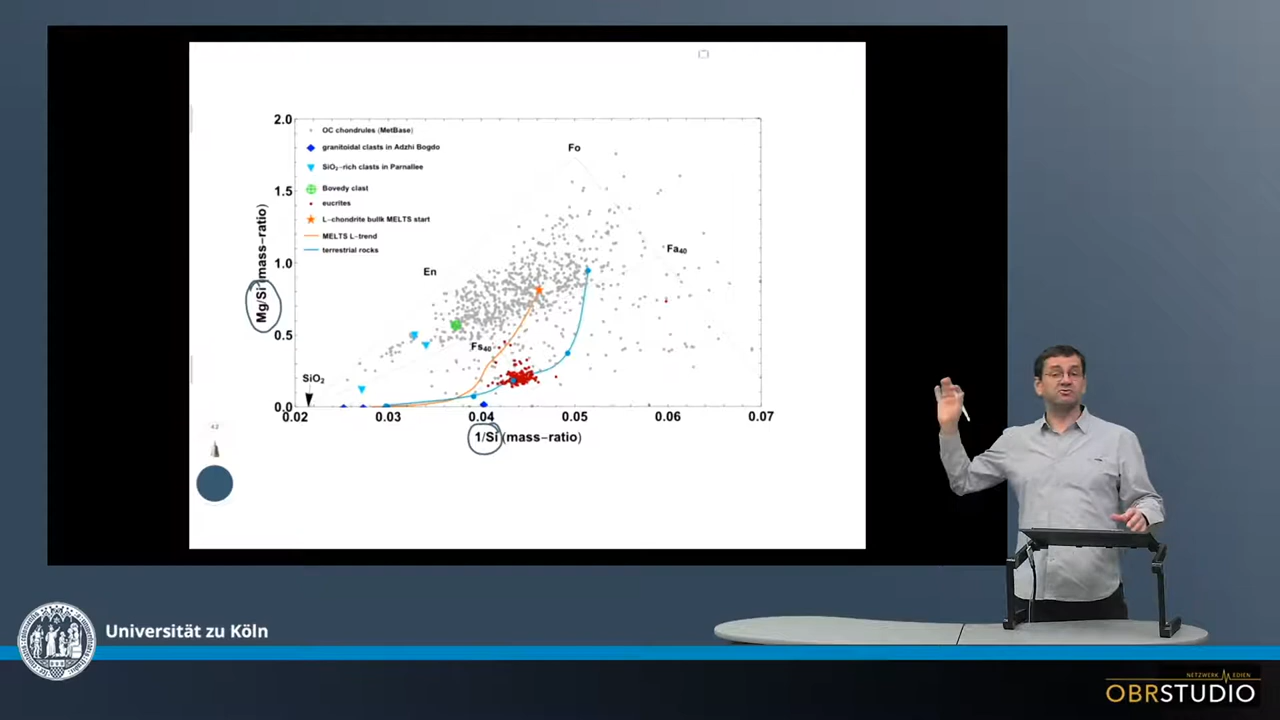 2.0
OC chondrules (MetBase)
granitoidal clasts in Adzhi Bogdo
SiO₂-rich clasts in Parnallee
Bovedy clast
eucrites
L-chondrite bullk MELTS start
MELTS L-trend
terrestrial rocks
Fo
1.5
Fa₄₀
1.0
En
Mg/Si (mass-ratio)
0.5
Fs₄₀
SiO₂
0.0
0.02 0.03 0.04 0.05 0.06 0.07
1/Si (mass-ratio)
4.2
Universität zu Köln
NETZWERK MEDIEN
OBRSTUDIO